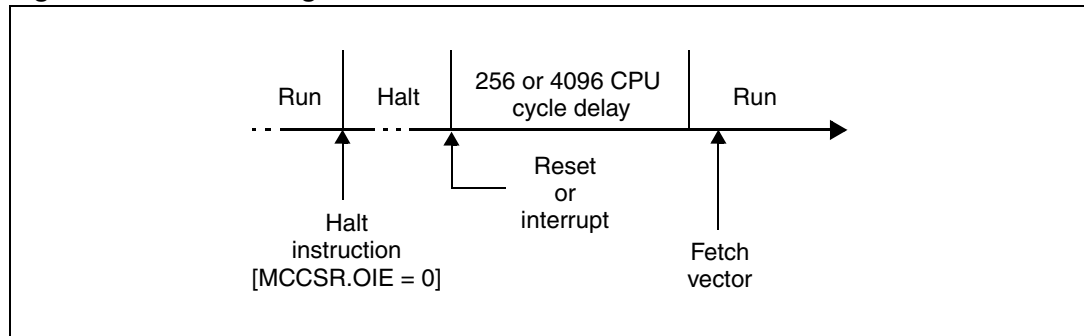 Run
Halt
256 or 4096 CPU
cycle delay
Run
Halt
instruction
[MCCSR.OIE = 0]
Reset
or
interrupt
Fetch
vector